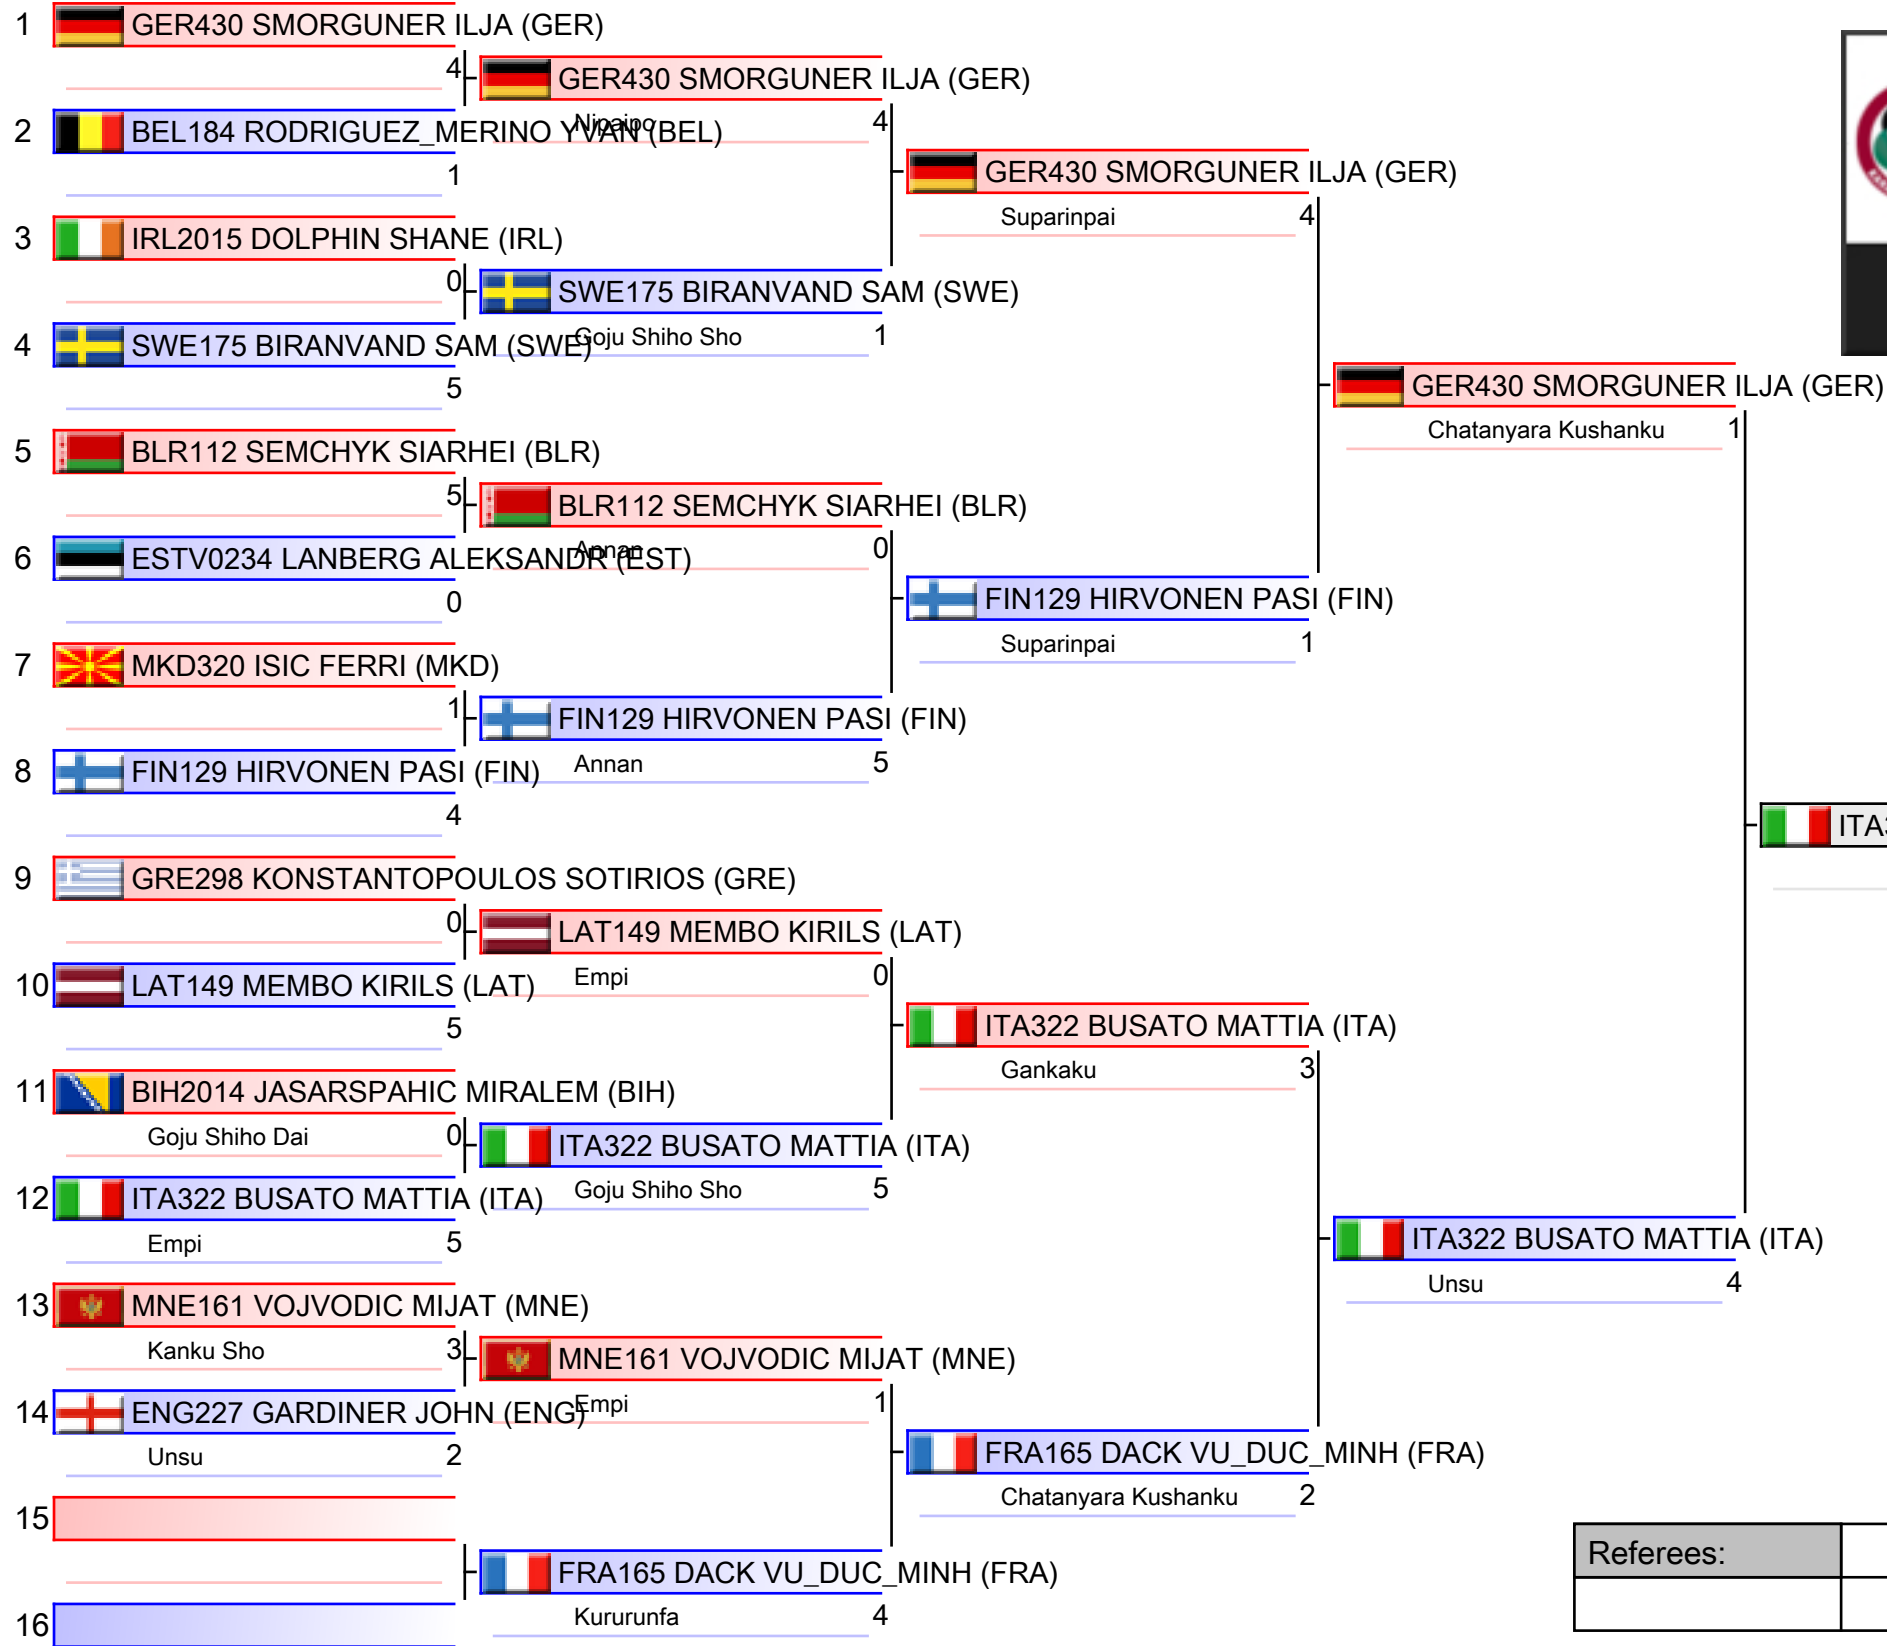 1 GER430 SMORGUNER ILJA (GER)
4
2 BEL184 RODRIGUEZ_MERINO YVAN (BEL)
1
3 IRL2015 DOLPHIN SHANE (IRL)
0
4 SWE175 BIRANVAND SAM (SWE)
5
5 BLR112 SEMCHYK SIARHEI (BLR)
5
6 ESTV0234 LANBERG ALEKSANDR (EST)
0
7 MKD320 ISIC FERRI (MKD)
1
8 FIN129 HIRVONEN PASI (FIN)
4
9 GRE298 KONSTANTOPOULOS SOTIRIOS (GRE)
0
10 LAT149 MEMBO KIRILS (LAT)
5
11 BIH2014 JASARSPAHIC MIRALEM (BIH)
Goju Shiho Dai 0
12 ITA322 BUSATO MATTIA (ITA)
Empi 5
13 MNE161 VOJVODIC MIJAT (MNE)
Kanku Sho 3
14 ENG227 GARDINER JOHN (ENG)
Unsu 2
15
16
GER430 SMORGUNER ILJA (GER)
Nipaipo 4
SWE175 BIRANVAND SAM (SWE)
Goju Shiho Sho 1
BLR112 SEMCHYK SIARHEI (BLR)
Annan 0
FIN129 HIRVONEN PASI (FIN)
Annan 5
LAT149 MEMBO KIRILS (LAT)
Empi 0
ITA322 BUSATO MATTIA (ITA)
Goju Shiho Sho 5
MNE161 VOJVODIC MIJAT (MNE)
Empi 1
FRA165 DACK VU_DUC_MINH (FRA)
Kururunfa 4
GER430 SMORGUNER ILJA (GER)
Suparinpai 4
FIN129 HIRVONEN PASI (FIN)
Suparinpai 1
ITA322 BUSATO MATTIA (ITA)
Gankaku 3
FRA165 DACK VU_DUC_MINH (FRA)
Chatanyara Kushanku 2
GER430 SMORGUNER ILJA (GER)
Chatanyara Kushanku 1
ITA322 BUSATO MATTIA (ITA)
Unsu 4
Referees: